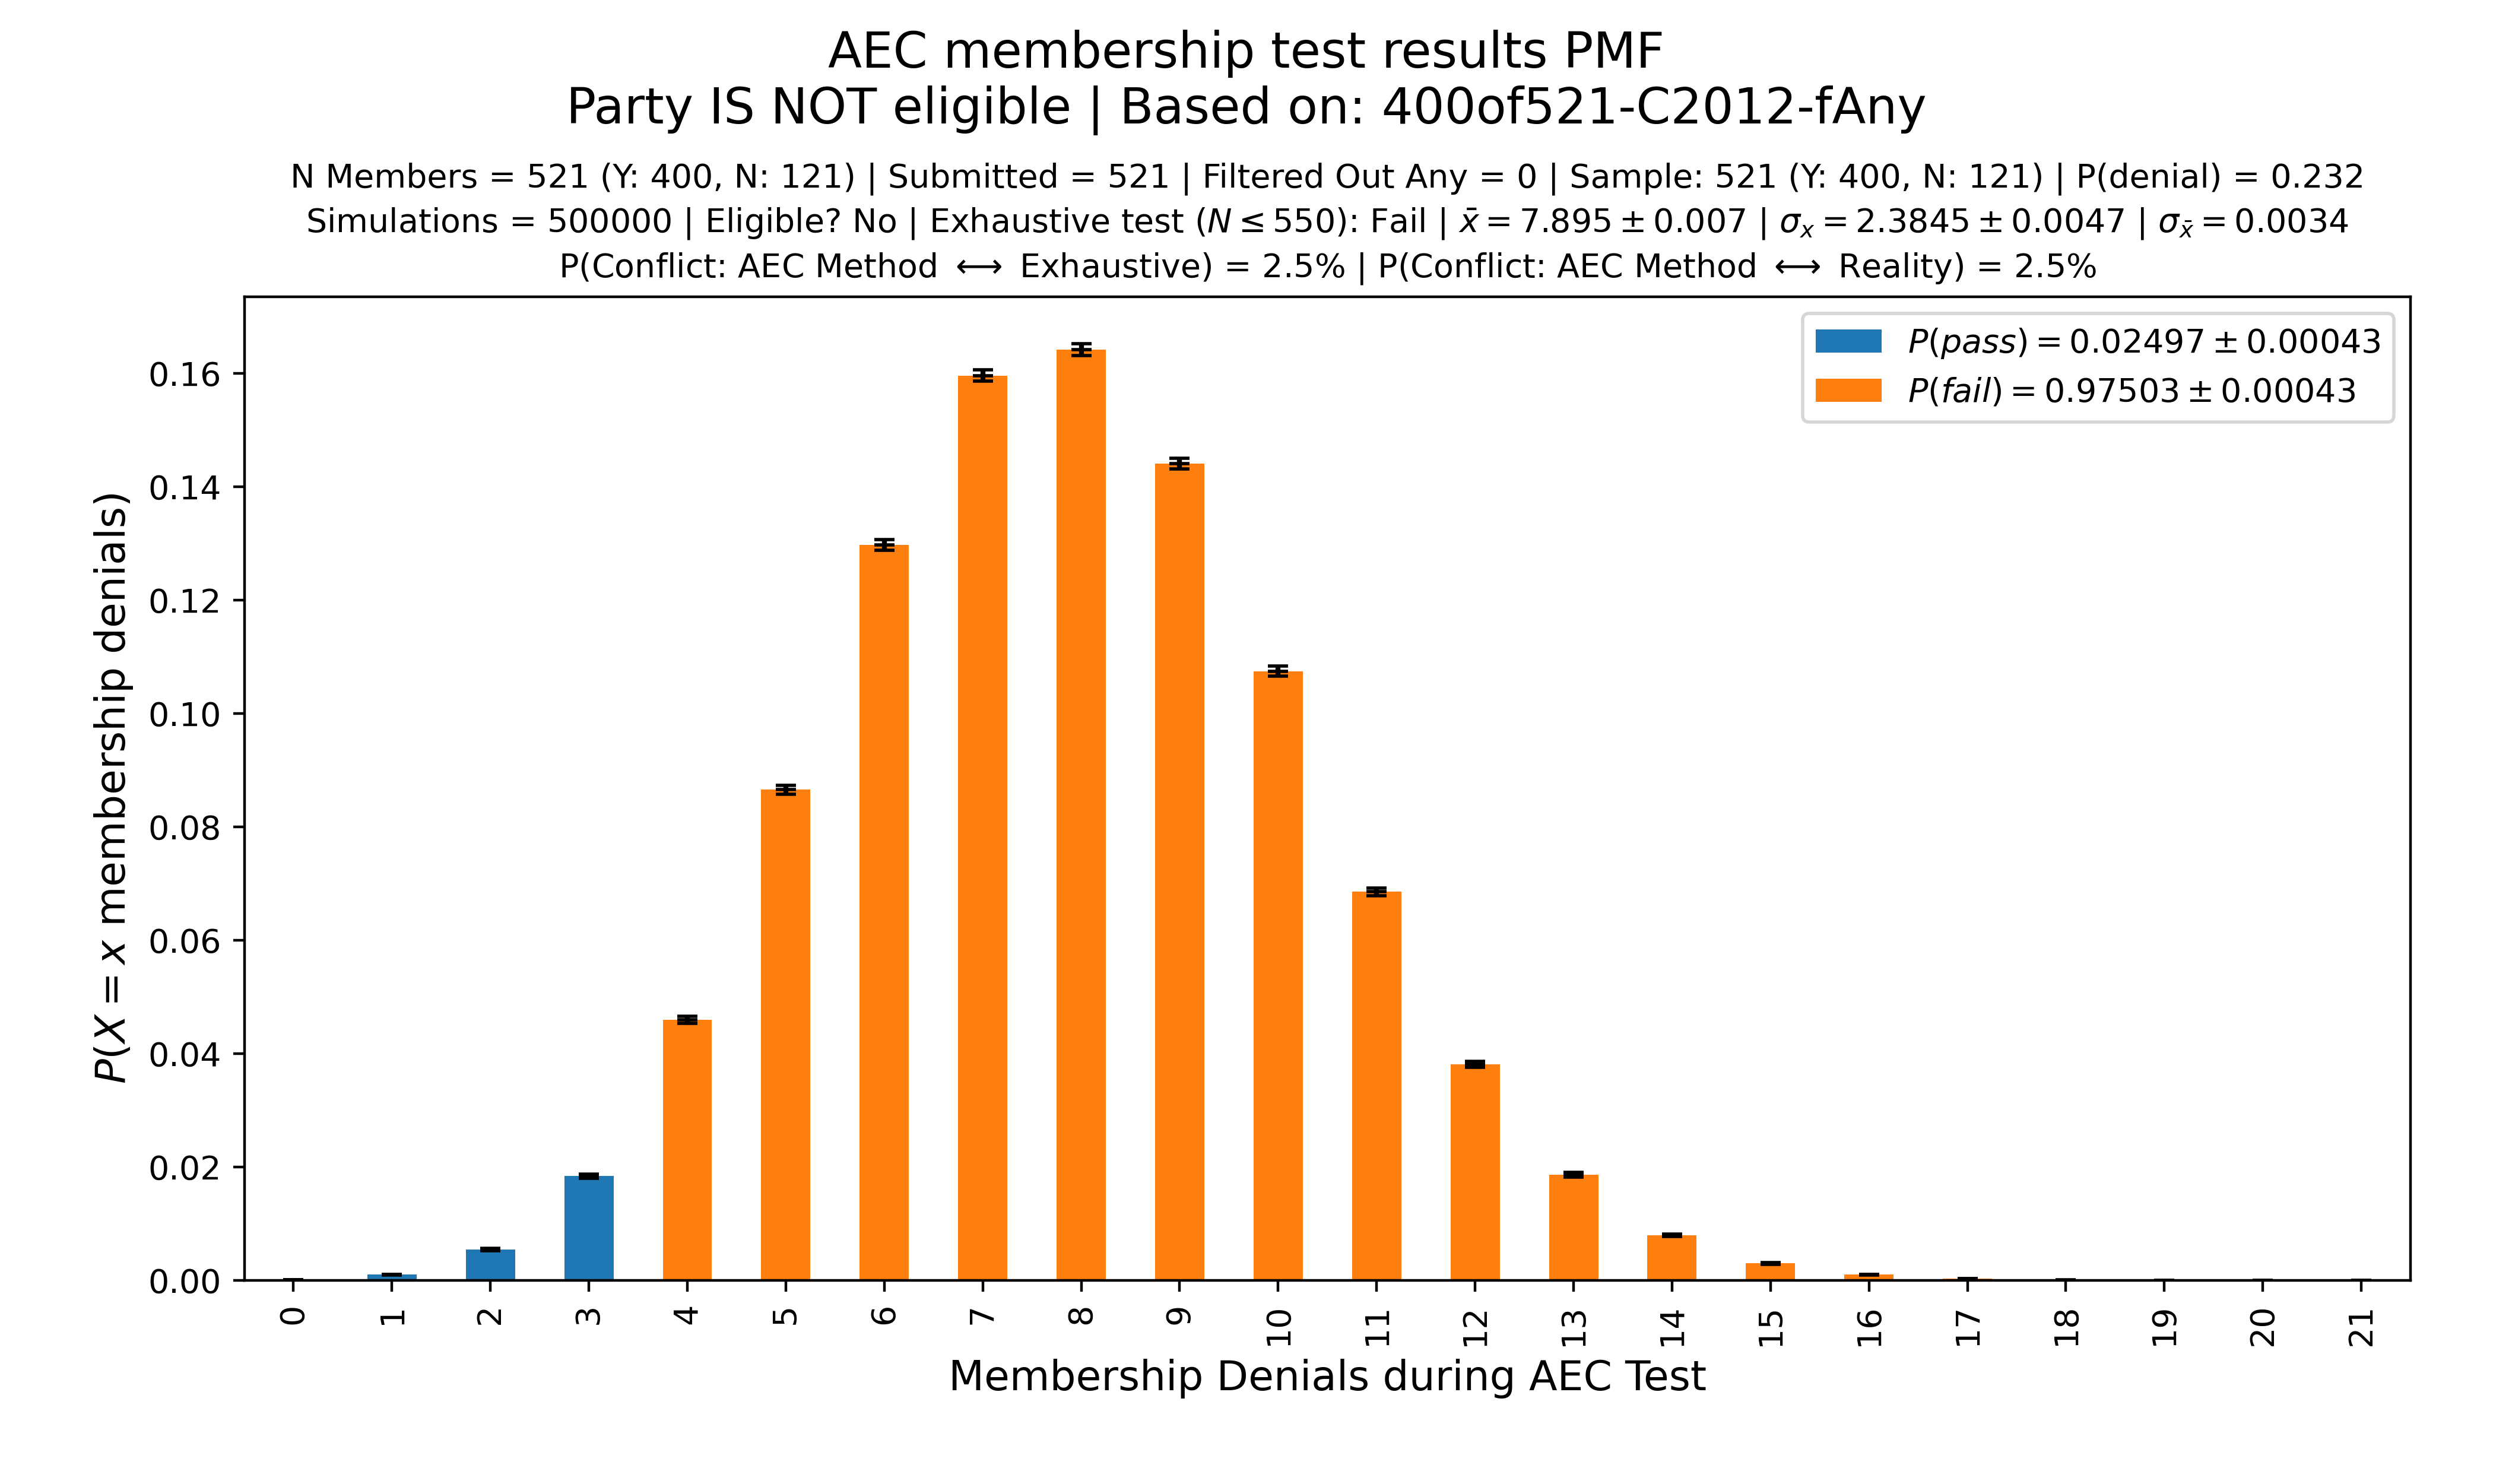 AEC membership test results PMF
Party IS NOT eligible | Based on: 400of521-C2012-fAny
N Members = 521 (Y: 400, N: 121) | Submitted = 521 | Filtered Out Any = 0 | Sample: 521 (Y: 400, N: 121) | P(denial) = 0.232
Simulations = 500000 | Eligible? No | Exhaustive test (N ≤ 550): Fail | x̄ = 7.895 ± 0.007 | σₓ = 2.3845 ± 0.0047 | σ_x̄ = 0.0034
P(Conflict: AEC Method ⟷ Exhaustive) = 2.5% | P(Conflict: AEC Method ⟷ Reality) = 2.5%
P(pass) = 0.02497 ± 0.00043
P(fail) = 0.97503 ± 0.00043
P(X = x membership denials)
0.16
0.14
0.12
0.10
0.08
0.06
0.04
0.02
0.00
0 1 2 3 4 5 6 7 8 9 10 11 12 13 14 15 16 17 18 19 20 21
Membership Denials during AEC Test